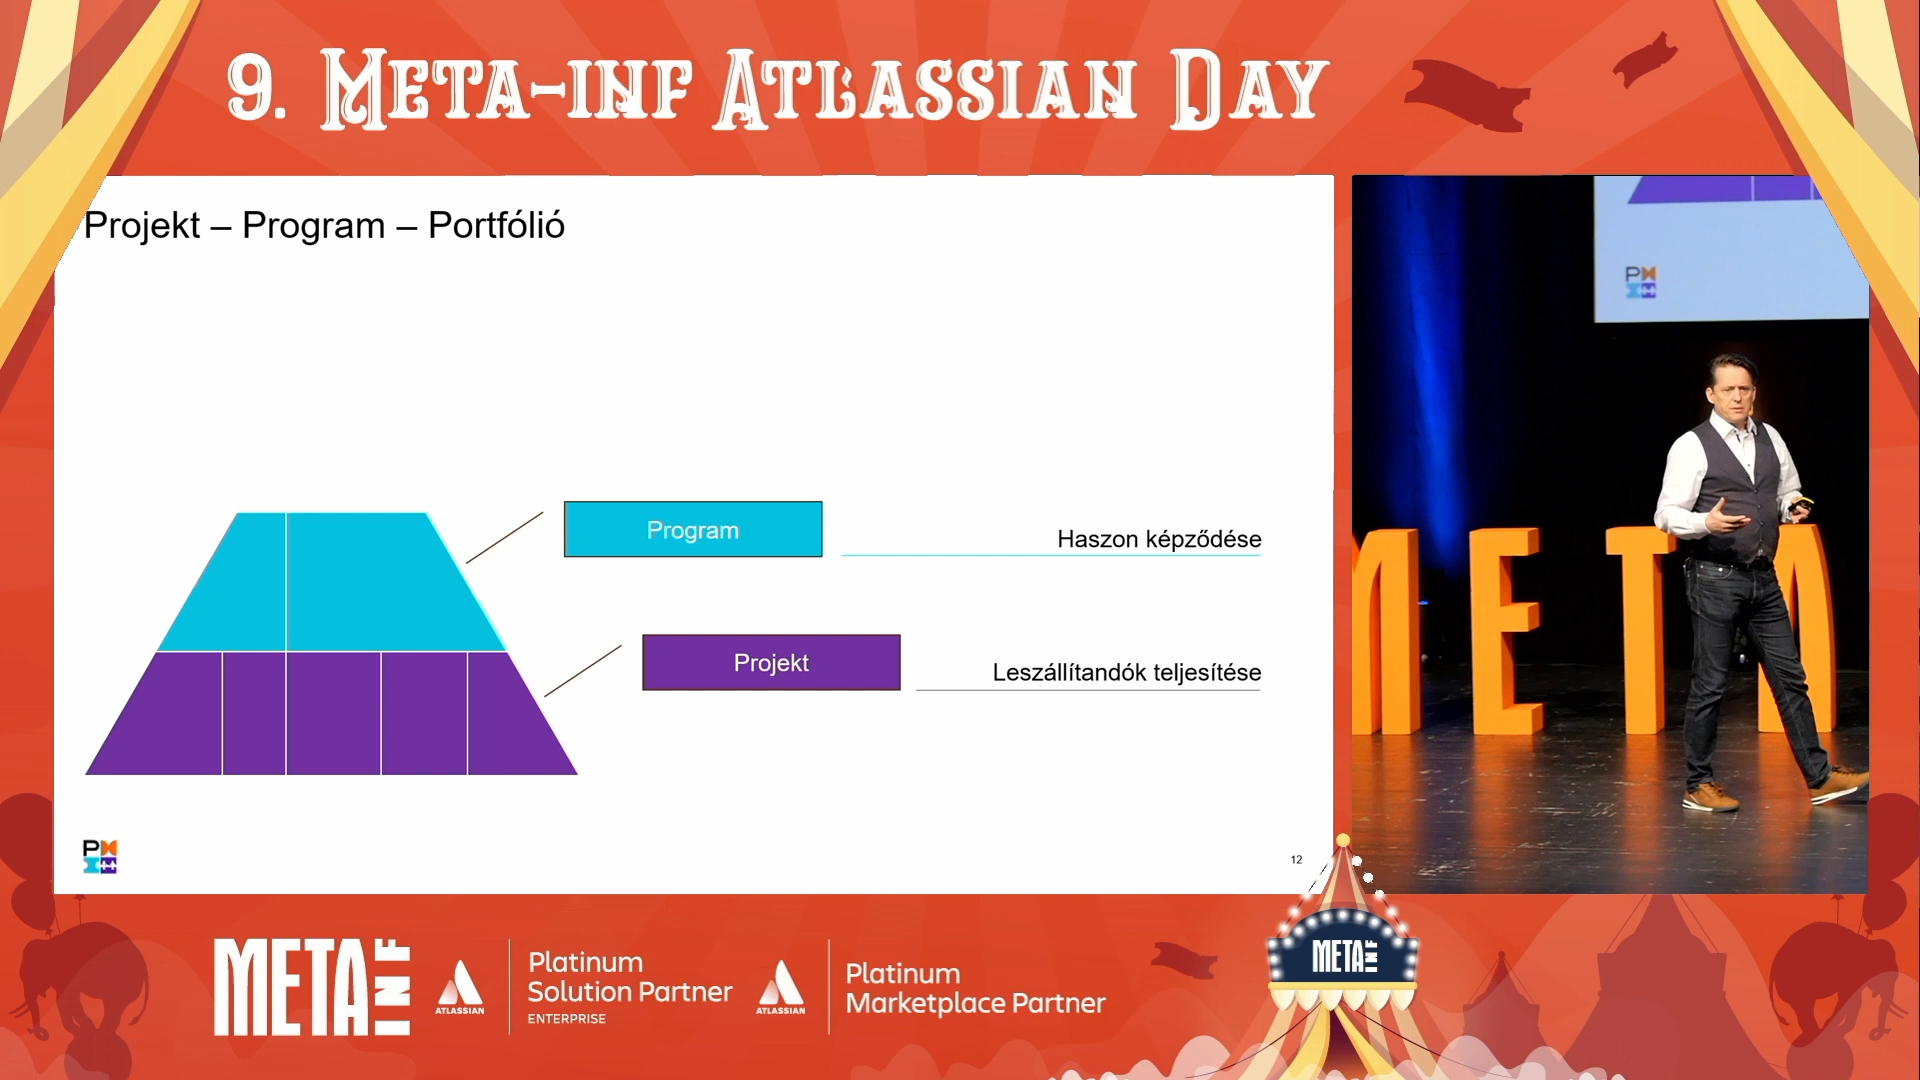 9. META-INF ATLASSIAN DAY
Projekt – Program – Portfólió
Program
Haszon képződése
Projekt
Leszállítandók teljesítése
12
META
META INF
ATLASSIAN
Platinum
Solution Partner
ENTERPRISE
ATLASSIAN
Platinum
Marketplace Partner
META INF